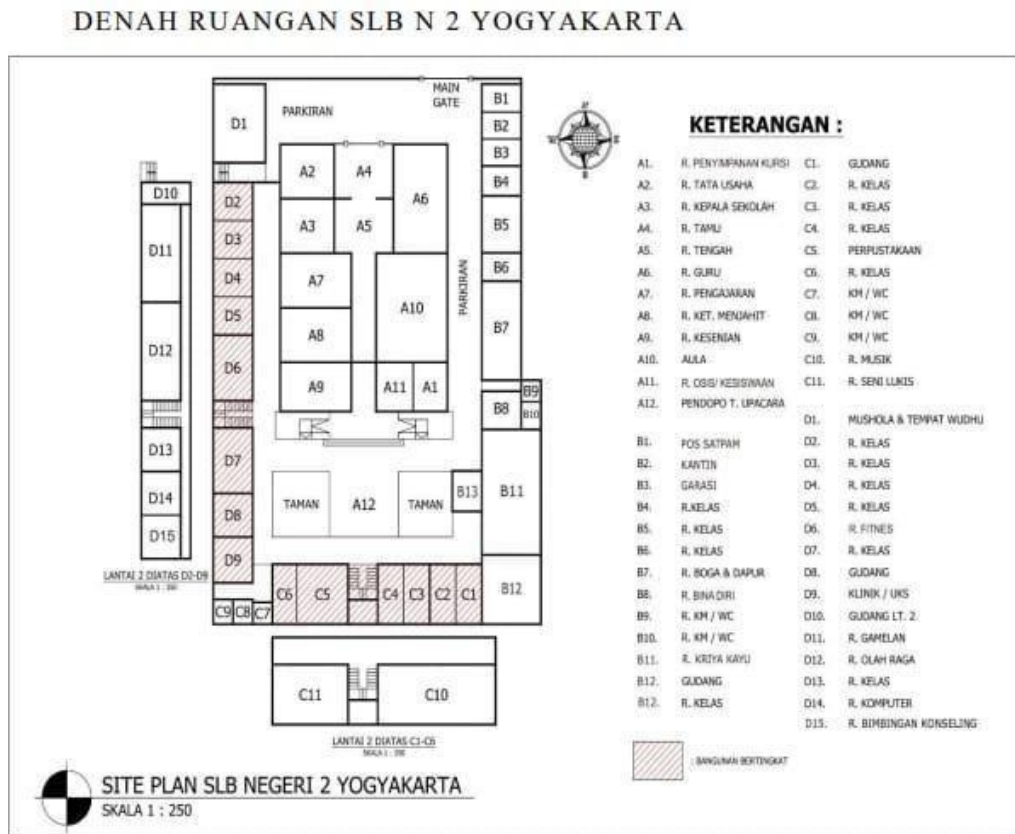 DENAH RUANGAN SLB N 2 YOGYAKARTA
MAIN GATE
PARKIRAN
D1
B1
B2
B3
B4
B5
B6
B7
B8
B9
B10
B11
B12
B13
A2
A4
A6
A3
A5
A7
A10
PARKIRAN
A8
A9
A11
A1
D10
D11
D12
D13
D14
D15
D2
D3
D4
D5
D6
D7
D8
D9
TAMAN
A12
TAMAN
LANTAI 2 DIATAS D2-D9
SKALA 1 : 350
C9
C8
C7
C6
C5
C4
C3
C2
C1
C11
C10
LANTAI 2 DIATAS C1-C6
KETERANGAN :
A1. R. PENYIMPANAN KURSI
A2. R. TATA USAHA
A3. R. KEPALA SEKOLAH
A4. R. TAMU
A5. R. TENGAH
A6. R. GURU
A7. R. PENGAJARAN
A8. R. KET. MENJAHIT
A9. R. KESENIAN
A10. AULA
A11. R. OSIS/ KESISWAAN
A12. PENDOPO T. UPACARA
B1. POS SATPAM
B2. KANTIN
B3. GARASI
B4. R.KELAS
B5. R. KELAS
B6. R. KELAS
B7. R. BOGA & DAPUR
B8. R. BINA DIRI
B9. R. KM / WC
B10. R. KM / WC
B11. R. KRIYA KAYU
B12. GUDANG
B12. R. KELAS
C1. GUDANG
C2. R. KELAS
C3. R. KELAS
C4. R. KELAS
C5. PERPUSTAKAAN
C6. R. KELAS
C7. KM / WC
C8. KM / WC
C9. KM / WC
C10. R. MUSIK
C11. R. SENI LUKIS
D1. MUSHOLA & TEMPAT WUDHU
D2. R. KELAS
D3. R. KELAS
D4. R. KELAS
D5. R. KELAS
D6. R. FITNES
D7. R. KELAS
D8. GUDANG
D9. KLINIK / UKS
D10. GUDANG LT. 2
D11. R. GAMELAN
D12. R. OLAH RAGA
D13. R. KELAS
D14. R. KOMPUTER
D15. R. BIMBINGAN KONSELING
: BANGUNAN BERTINGKAT
SITE PLAN SLB NEGERI 2 YOGYAKARTA
SKALA 1 : 250